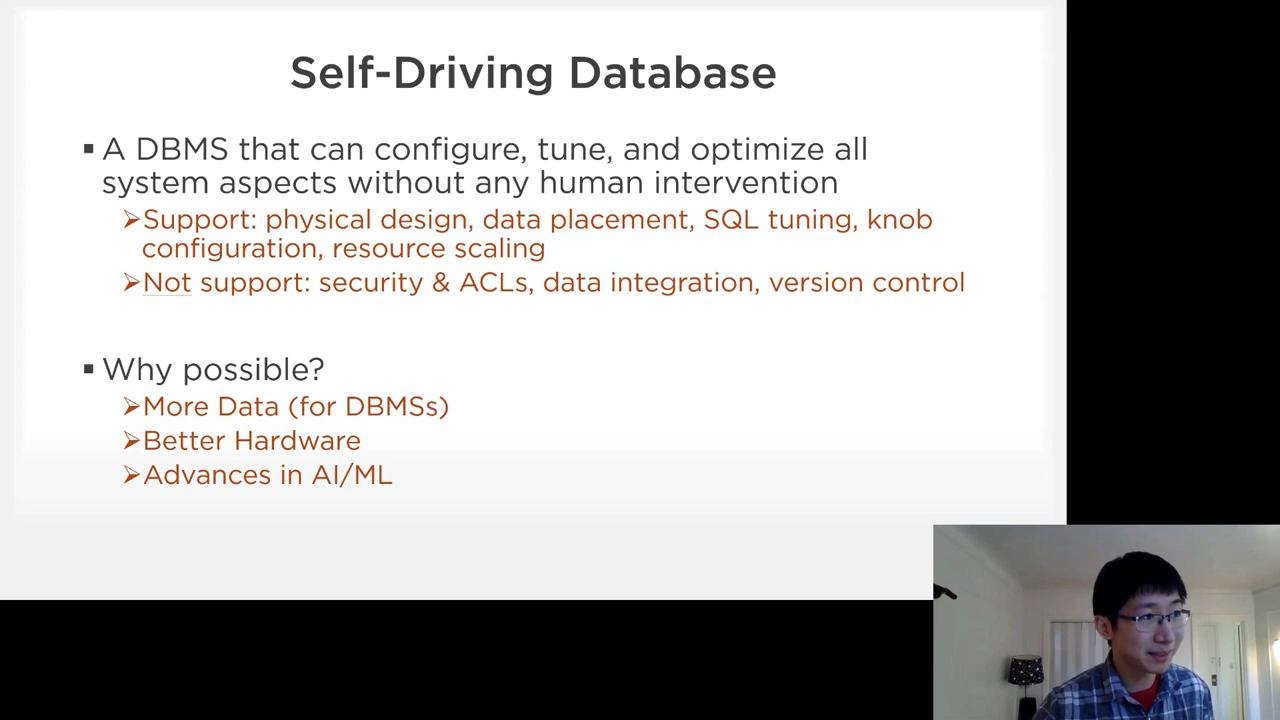 Self-Driving Database
▪ A DBMS that can configure, tune, and optimize all
system aspects without any human intervention
➢Support: physical design, data placement, SQL tuning, knob
configuration, resource scaling
➢Not support: security & ACLs, data integration, version control
▪ Why possible?
➢More Data (for DBMSs)
➢Better Hardware
➢Advances in AI/ML